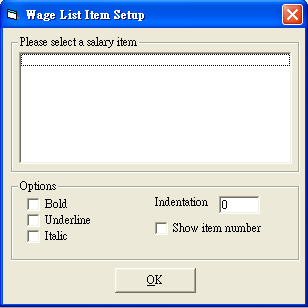 Wage List Item Setup
Please select a salary item
Options
Bold
Underline
Italic
Indentation 0
Show item number
OK